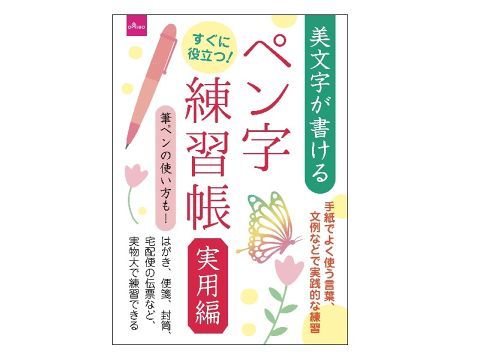 DAISO
美文字が書ける
すぐに
役立つ！
ペン字
練習帳
実用編
筆ペンの使い方も！
手紙でよく使う言葉、
文例などで実践的な練習
はがき、便箋、封筒、
宅配便の伝票など、
実物大で練習できる